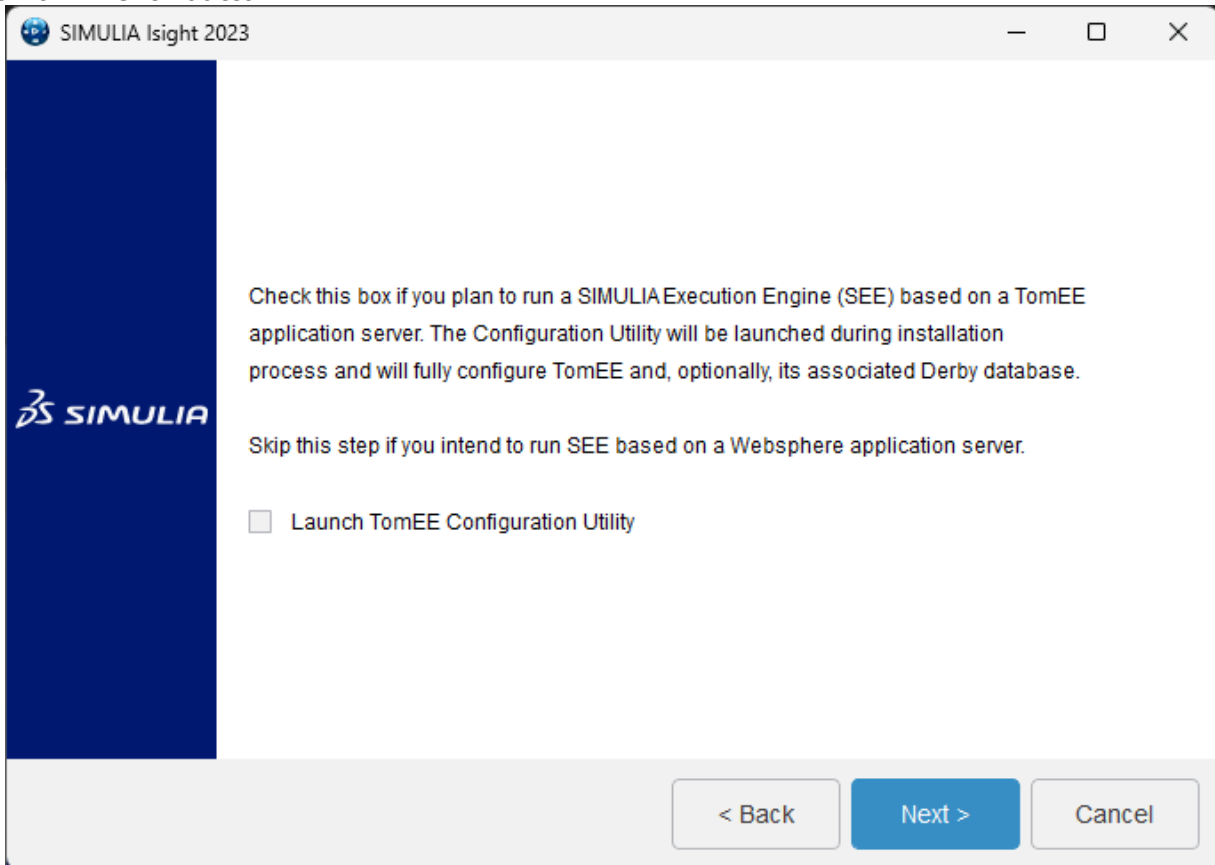 SIMULIA Isight 2023
Check this box if you plan to run a SIMULIA Execution Engine (SEE) based on a TomEE
application server. The Configuration Utility will be launched during installation
process and will fully configure TomEE and, optionally, its associated Derby database.
SIMULIA
Skip this step if you intend to run SEE based on a Websphere application server.
Launch TomEE Configuration Utility
< Back
Next >
Cancel